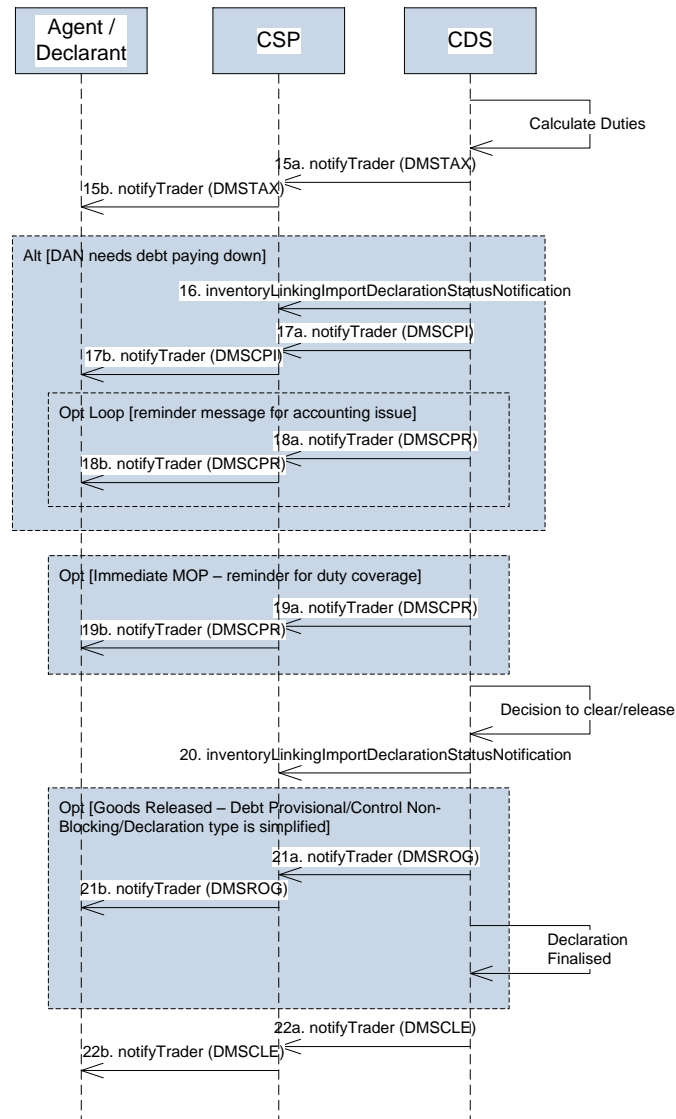 Agent /
Declarant
CSP
CDS
Calculate Duties
15a. notifyTrader (DMSTAX)
15b. notifyTrader (DMSTAX)
Alt [DAN needs debt paying down]
16. inventoryLinkingImportDeclarationStatusNotification
17a. notifyTrader (DMSCPI)
17b. notifyTrader (DMSCPI)
Opt Loop [reminder message for accounting issue]
18a. notifyTrader (DMSCPR)
18b. notifyTrader (DMSCPR)
Opt [Immediate MOP – reminder for duty coverage]
19a. notifyTrader (DMSCPR)
19b. notifyTrader (DMSCPR)
Decision to clear/release
20. inventoryLinkingImportDeclarationStatusNotification
Opt [Goods Released – Debt Provisional/Control Non-
Blocking/Declaration type is simplified]
21a. notifyTrader (DMSROG)
21b. notifyTrader (DMSROG)
Declaration
Finalised
22a. notifyTrader (DMSCLE)
22b. notifyTrader (DMSCLE)